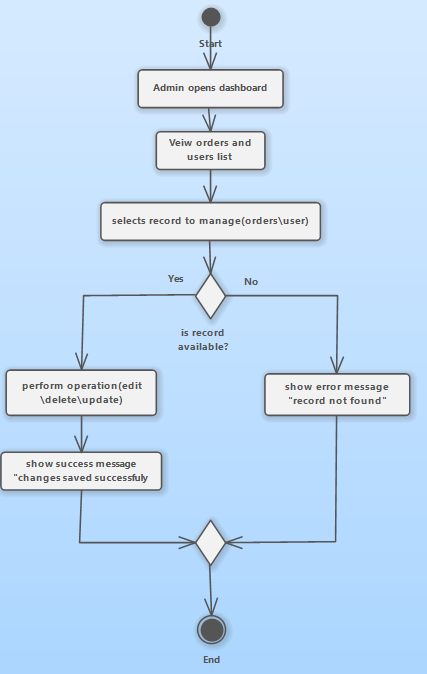 Start
Admin opens dashboard
Veiw orders and
users list
selects record to manage(orders\user)
Yes
No
is record
available?
perform operation(edit
\delete\update)
show error message
"record not found"
show success message
"changes saved successfuly
End